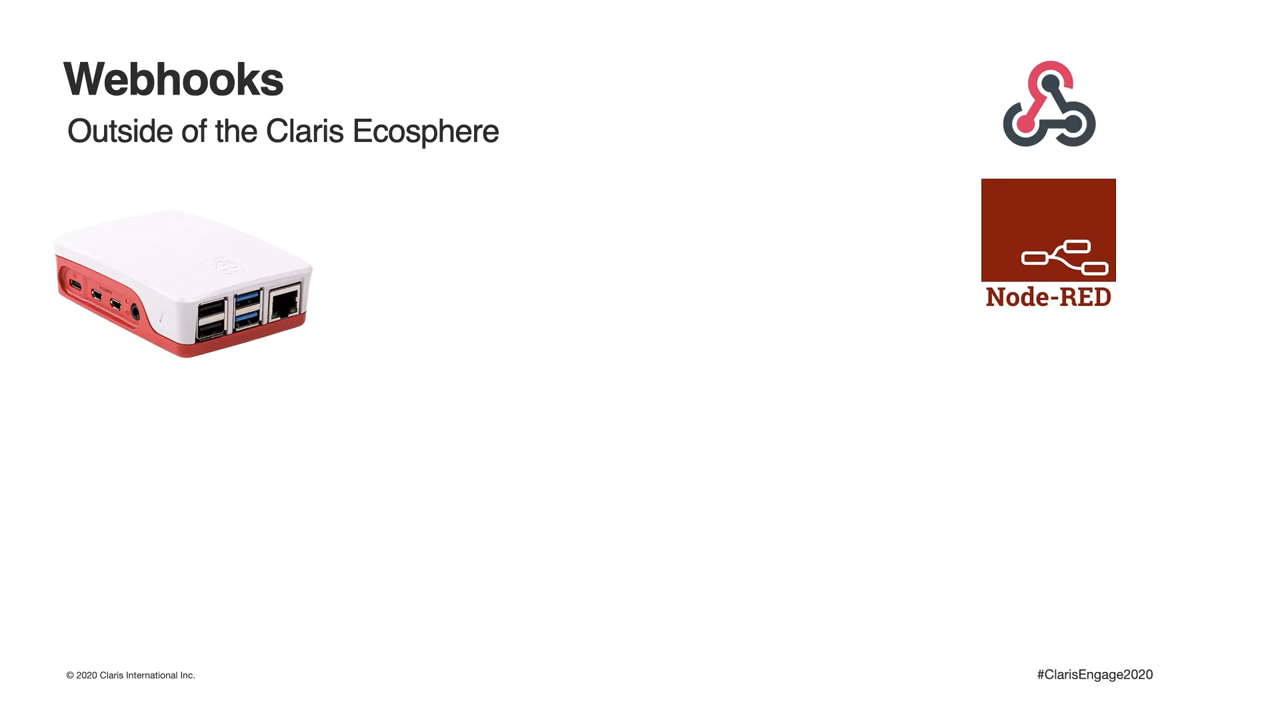 Webhooks
Outside of the Claris Ecosphere
Node-RED
© 2020 Claris International Inc.
#ClarisEngage2020